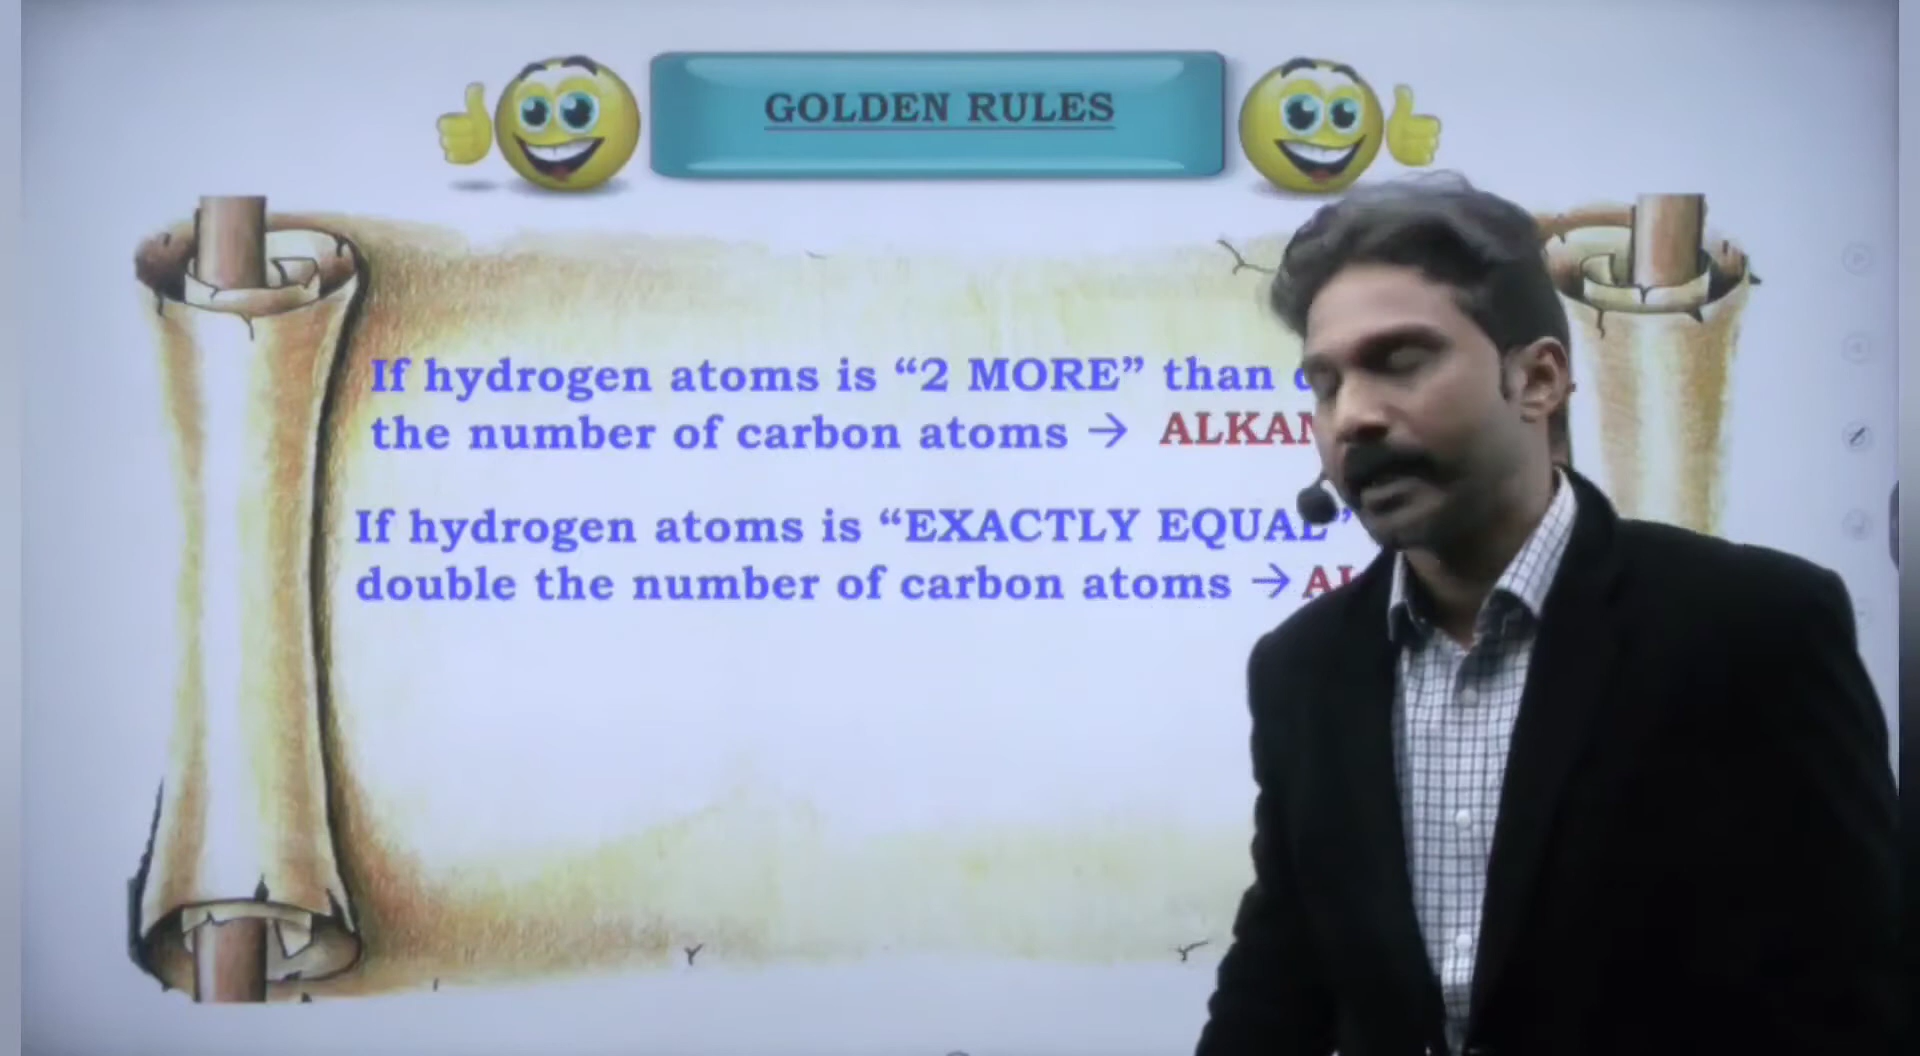 GOLDEN RULES
If hydrogen atoms is “2 MORE” than
the number of carbon atoms →
If hydrogen atoms is “EXACTLY EQUAL”
double the number of carbon atoms →